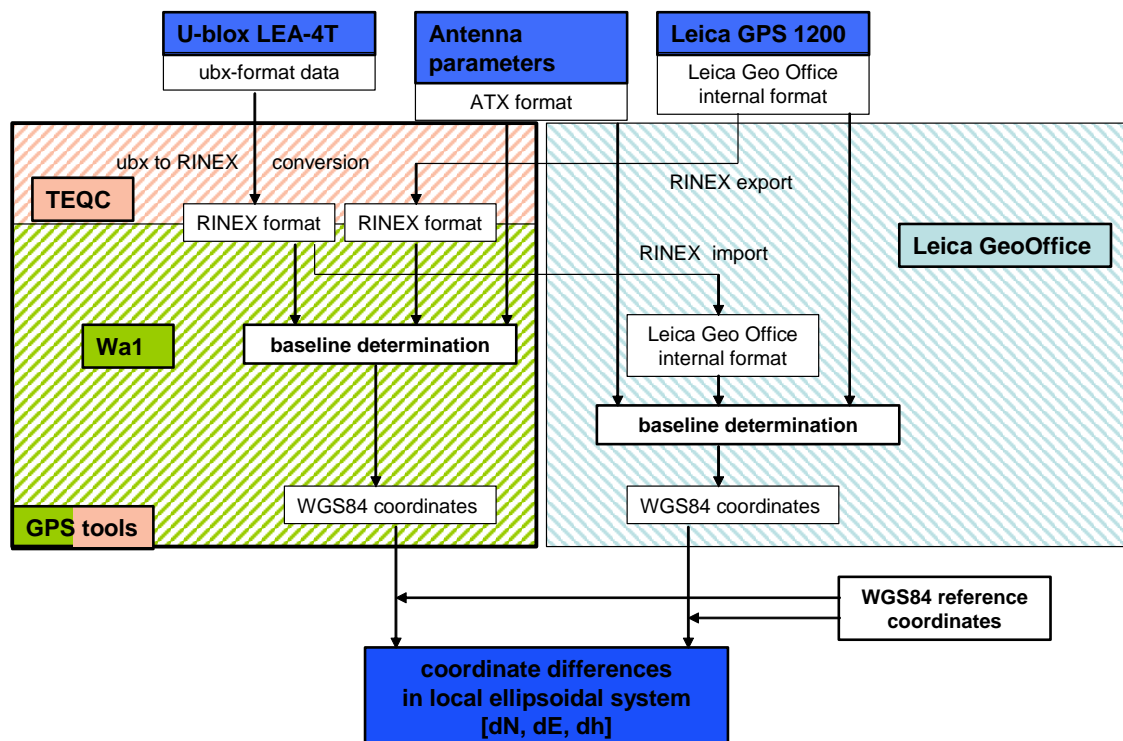 U-blox LEA-4T
ubx-format data
Antenna
parameters
ATX format
Leica GPS 1200
Leica Geo Office
internal format
ubx to RINEX
conversion
RINEX export
TEQC
RINEX format
RINEX format
RINEX import
Leica GeoOffice
Wa1
baseline determination
Leica Geo Office
internal format
baseline determination
WGS84 coordinates
WGS84 coordinates
GPS tools
WGS84 reference
coordinates
coordinate differences
in local ellipsoidal system
[dN, dE, dh]